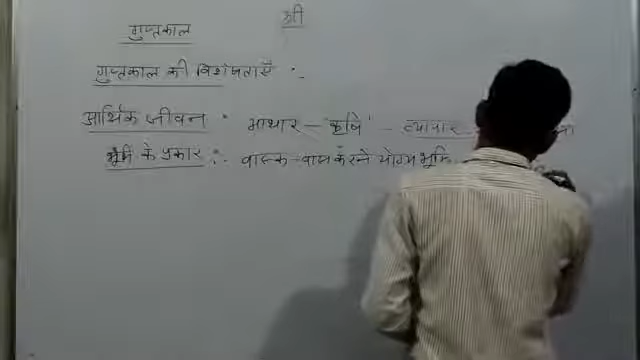 श्री
गुप्तकाल
गुप्तकाल की विशेषताएँ :-
आर्थिक जीवन : आधार - कृषि - व्यापार
भूमि के प्रकार :- वास्क - वास करने योग्य भूमि